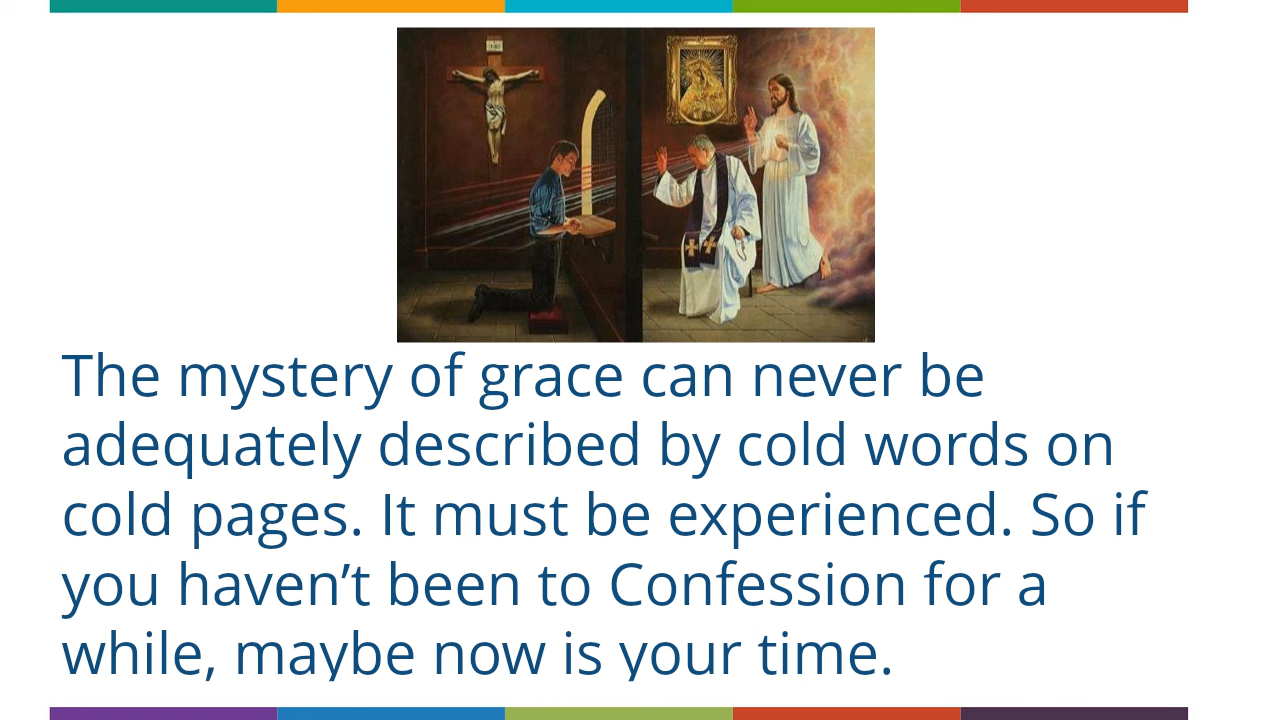 The mystery of grace can never be
adequately described by cold words on
cold pages. It must be experienced. So if
you haven’t been to Confession for a
while, maybe now is your time.